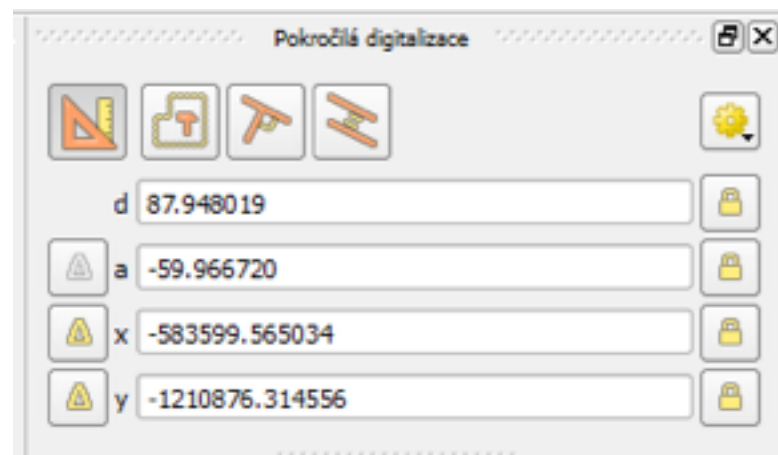 Pokročilá digitalizace
d 87.948019
a -59.966720
x -583599.565034
y -1210876.314556